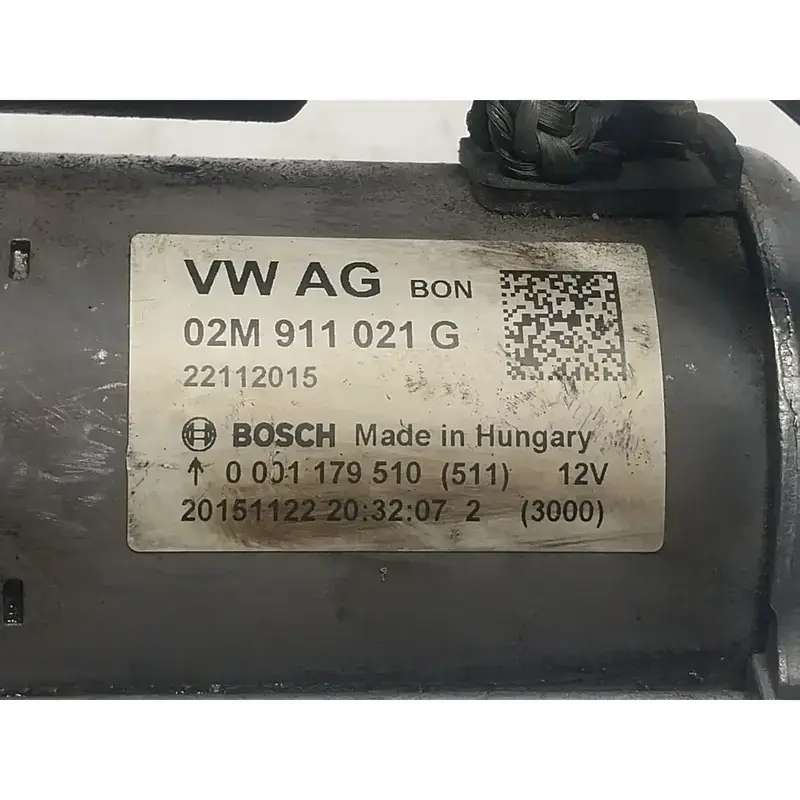 VW AG BON
02M 911 021 G
22112015
BOSCH Made in Hungary
↑ 0 001 179 510 (511) 12V
20151122 20:32:07 2 (3000)